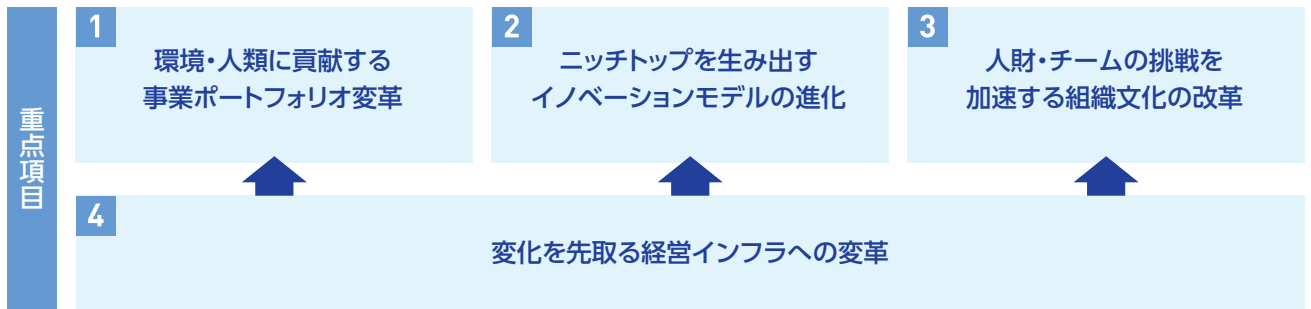 重点項目
1
環境・人類に貢献する
事業ポートフォリオ変革
2
ニッチトップを生み出す
イノベーションモデルの進化
3
人財・チームの挑戦を
加速する組織文化の改革
4
変化を先取る経営インフラへの変革